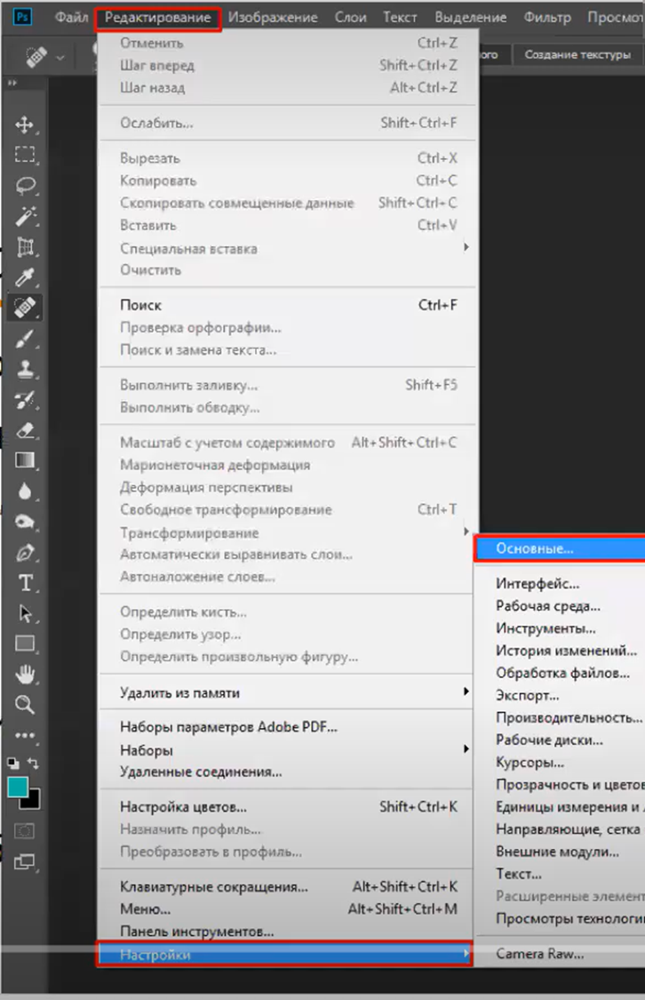 Ps Файл Редактирование Изображение Слои Текст Выделение Фильтр Просмот
ого Создание текстуры
Отменить Ctrl+Z
Шаг вперед Shift+Ctrl+Z
Шаг назад Alt+Ctrl+Z
Ослабить... Shift+Ctrl+F
Вырезать Ctrl+X
Копировать Ctrl+C
Скопировать совмещенные данные Shift+Ctrl+C
Вставить Ctrl+V
Специальная вставка
Очистить
Поиск Ctrl+F
Проверка орфографии...
Поиск и замена текста...
Выполнить заливку... Shift+F5
Выполнить обводку...
Масштаб с учетом содержимого Alt+Shift+Ctrl+C
Марионеточная деформация
Деформация перспективы
Свободное трансформирование Ctrl+T
Трансформирование
Автоматически выравнивать слои...
Автоналожение слоев...
Определить кисть...
Определить узор...
Определить произвольную фигуру...
Удалить из памяти
Наборы параметров Adobe PDF...
Наборы
Удаленные соединения...
Настройка цветов... Shift+Ctrl+K
Назначить профиль...
Преобразовать в профиль...
Клавиатурные сокращения... Alt+Shift+Ctrl+K
Меню... Alt+Shift+Ctrl+M
Панель инструментов...
Настройки
Основные...
Интерфейс...
Рабочая среда...
Инструменты...
История изменений...
Обработка файлов...
Экспорт...
Производительность...
Рабочие диски...
Курсоры...
Прозрачность и цветов
Единицы измерения и
Направляющие, сетка
Внешние модули...
Текст...
Расширенные элемент
Просмотры технологи
Camera Raw...